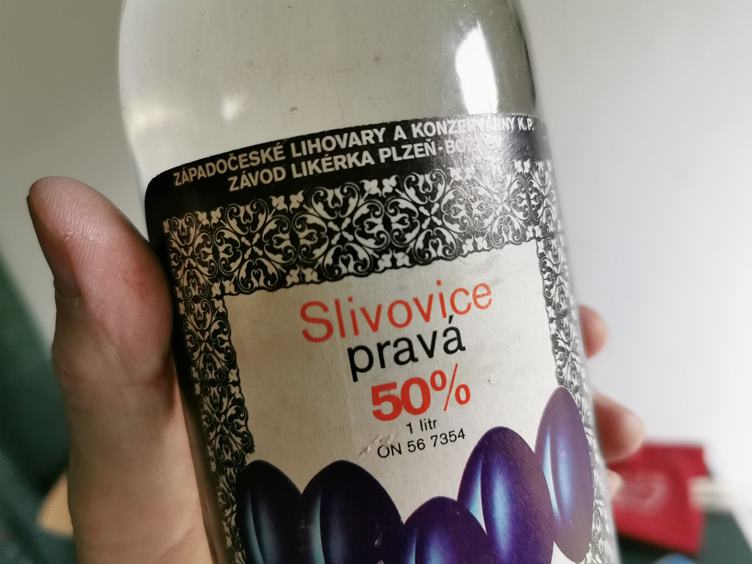 ZÁPADOČESKÉ LIHOVARY A KONZERVÁRNY K.P.
ZÁVOD LIKÉRKA PLZEŇ-
Slivovice
pravá
50%
1 litr
ON 56 7354